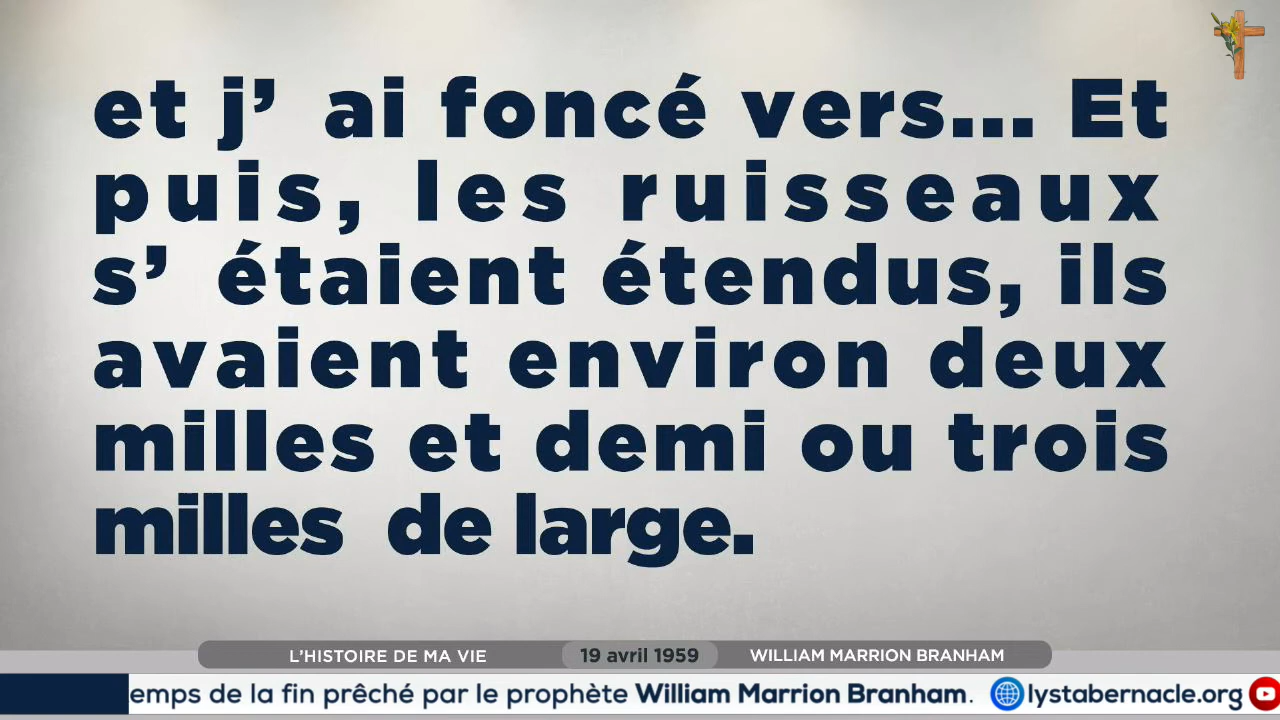 et j’ ai foncé vers... Et
puis, les ruisseaux
s’ étaient étendus, ils
avaient environ deux
milles et demi ou trois
milles de large.
L’HISTOIRE DE MA VIE 19 avril 1959 WILLIAM MARRION BRANHAM
emps de la fin prêché par le prophète William Marrion Branham. lystabernacle.org